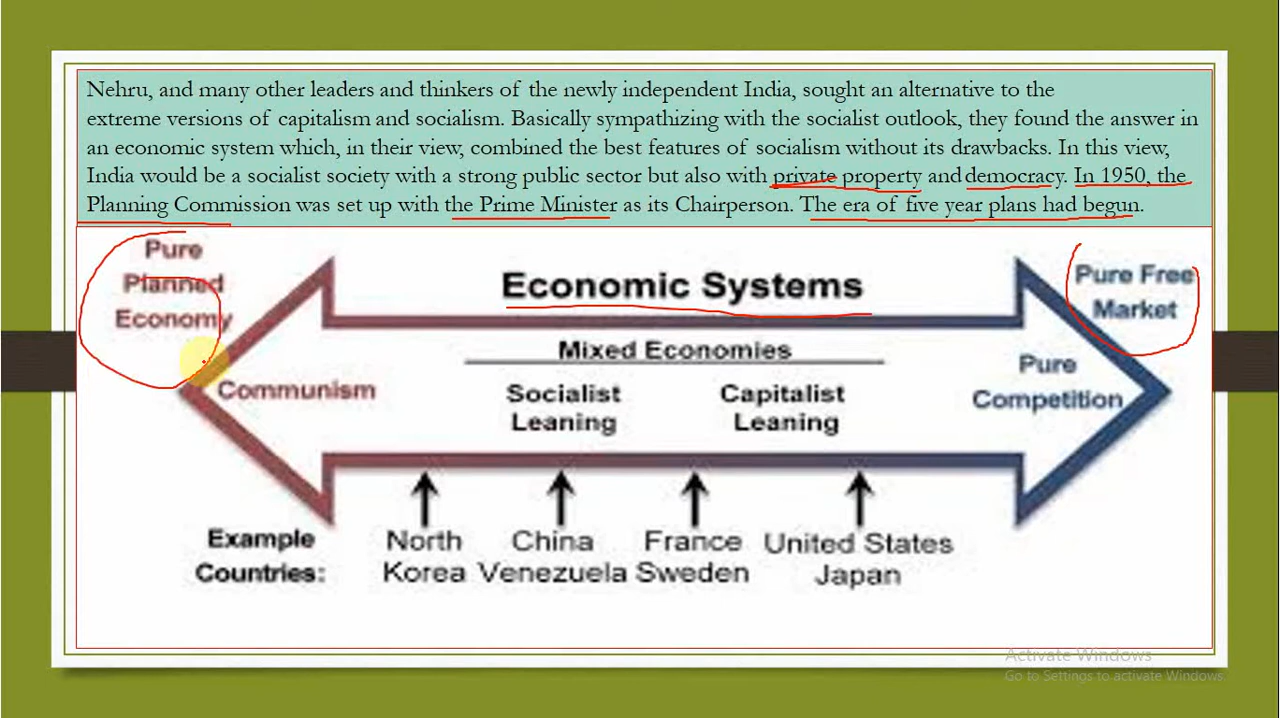 Nehru, and many other leaders and thinkers of the newly independent India, sought an alternative to the
extreme versions of capitalism and socialism. Basically sympathizing with the socialist outlook, they found the answer in
an economic system which, in their view, combined the best features of socialism without its drawbacks. In this view,
India would be a socialist society with a strong public sector but also with private property and democracy. In 1950, the
Planning Commission was set up with the Prime Minister as its Chairperson. The era of five year plans had begun.
Pure
Planned
Economy
Economic Systems
Pure Free
Market
Mixed Economies
Communism
Socialist
Leaning
Capitalist
Leaning
Pure
Competition
Example
Countries:
North
Korea
China
Venezuela
France
Sweden
United States
Japan
Activate Windows
Go to Settings to activate Windows.